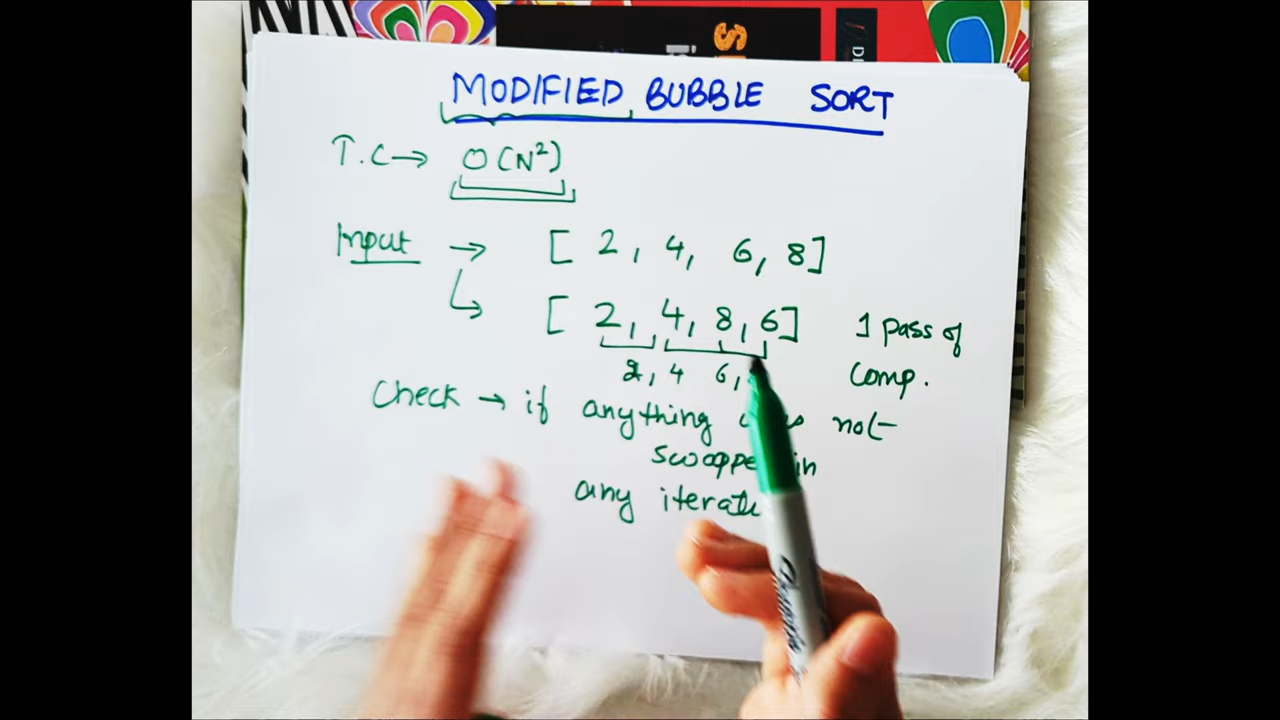 MODIFIED BUBBLE SORT
T.C → O(N²)
Input → [ 2, 4, 6, 8]
↳ [ 2, 4, 8, 6] 1 pass of
2, 4 6, comp.
Check → if anything not
in
any